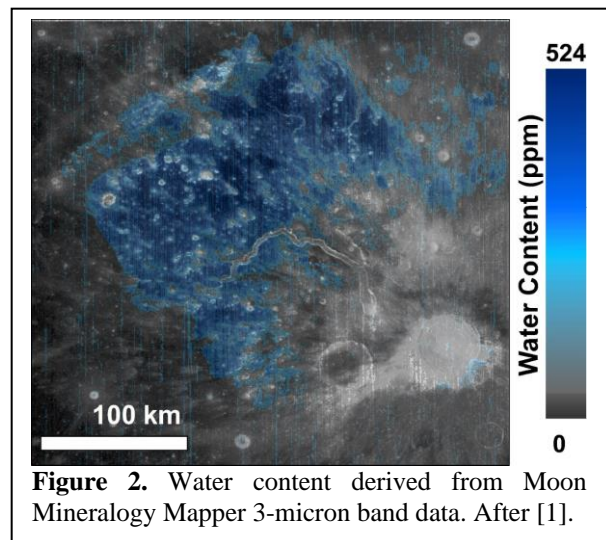 524
Water Content (ppm)
0
100 km
Figure 2. Water content derived from Moon
Mineralogy Mapper 3-micron band data. After [1].